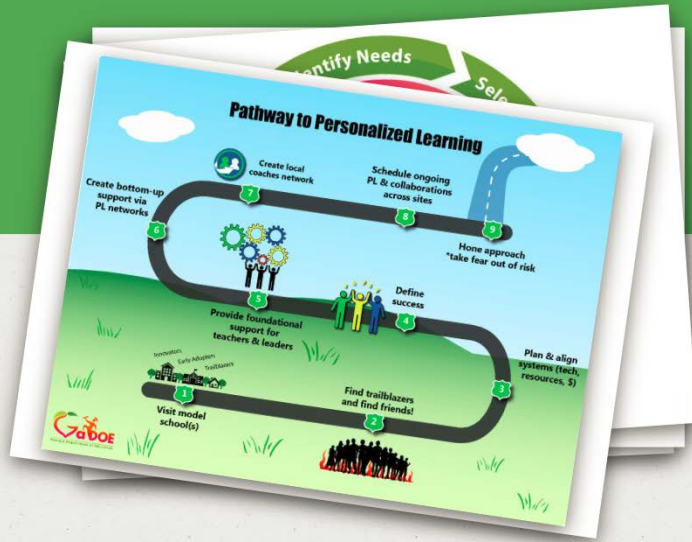 Identify Needs
Pathway to Personalized Learning
Create local
coaches network
7
Schedule ongoing
PL & collaborations
across sites
8
9
Hone approach
*take fear out of risk
Create bottom-up
support via
PL networks
6
5
Provide foundational
support for
teachers & leaders
Define
success
4
Plan & align
systems (tech,
resources, $)
3
Innovators
Early Adopters
Trailblazers
1
Visit model
school(s)
Find trailblazers
and find friends!
2
GaDOE